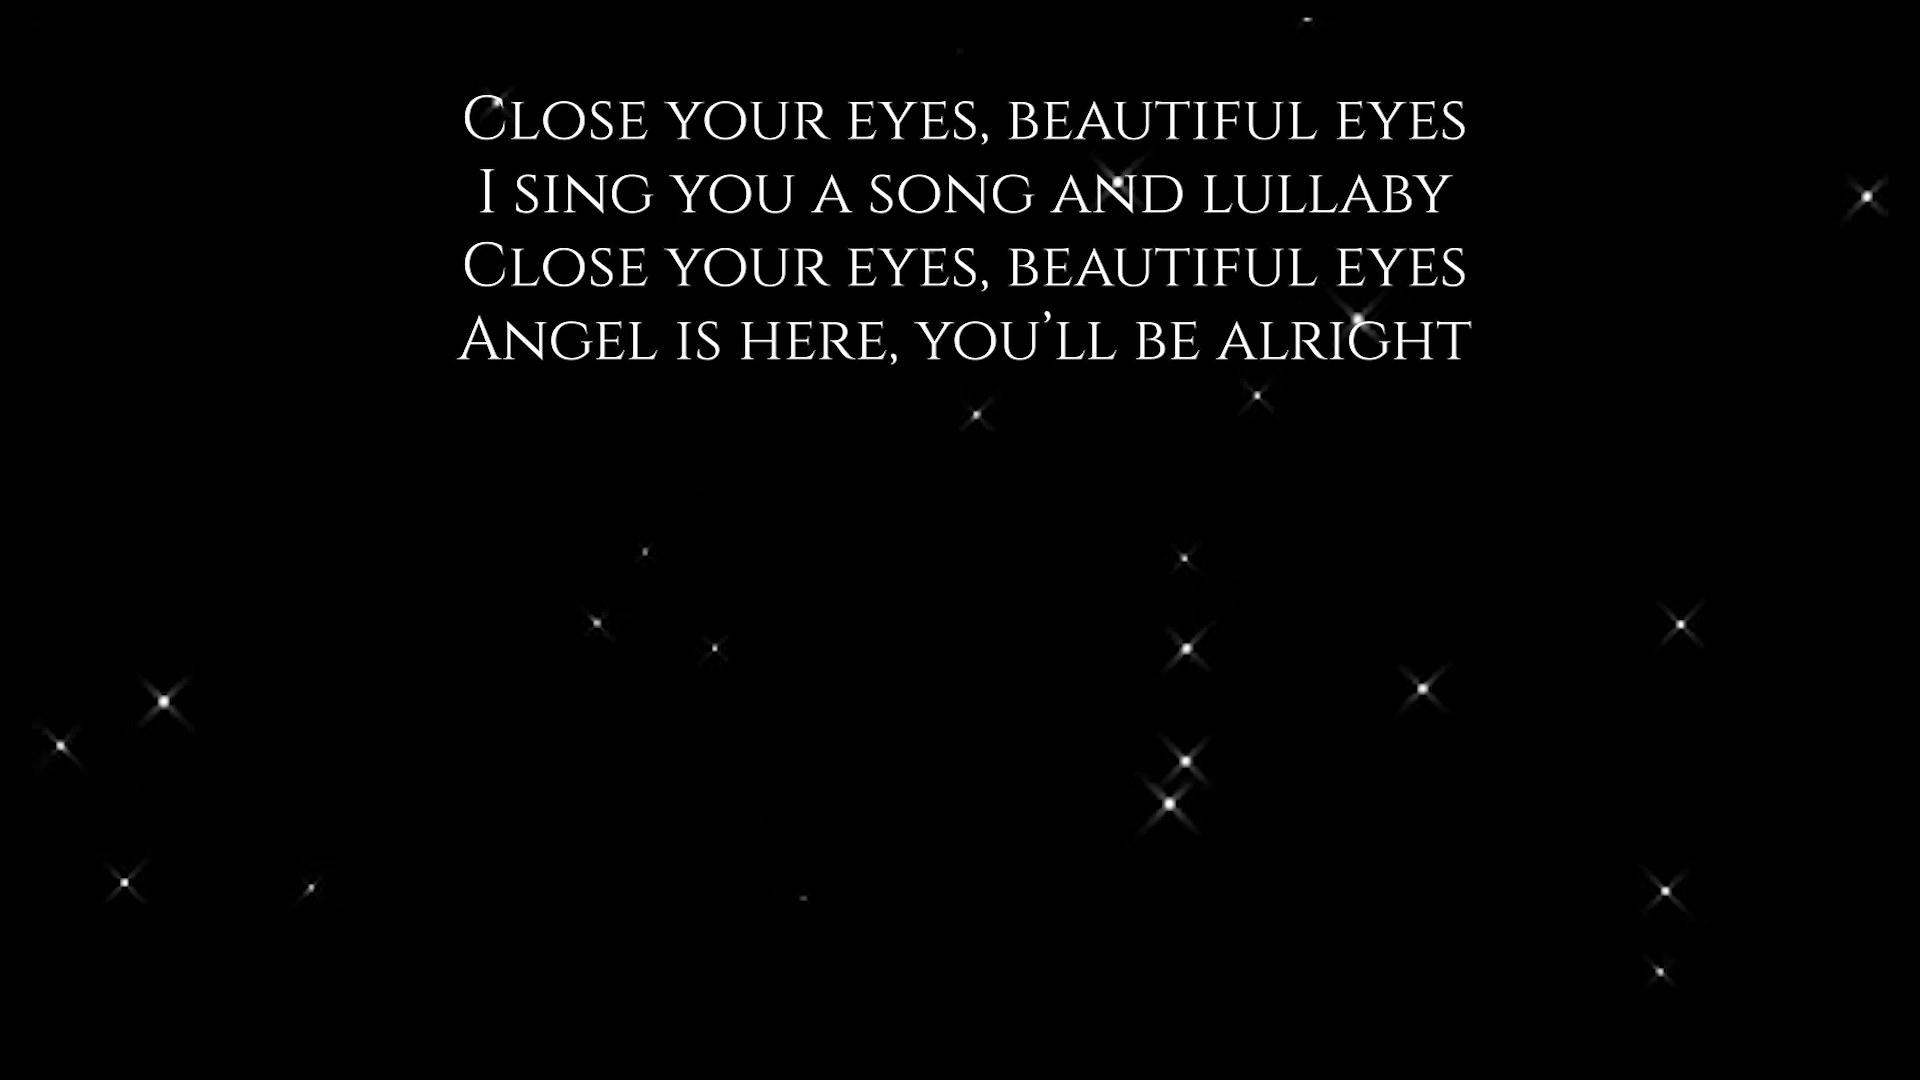 Close your eyes, beautiful eyes
I sing you a song and lullaby
Close your eyes, beautiful eyes
Angel is here, you’ll be alright